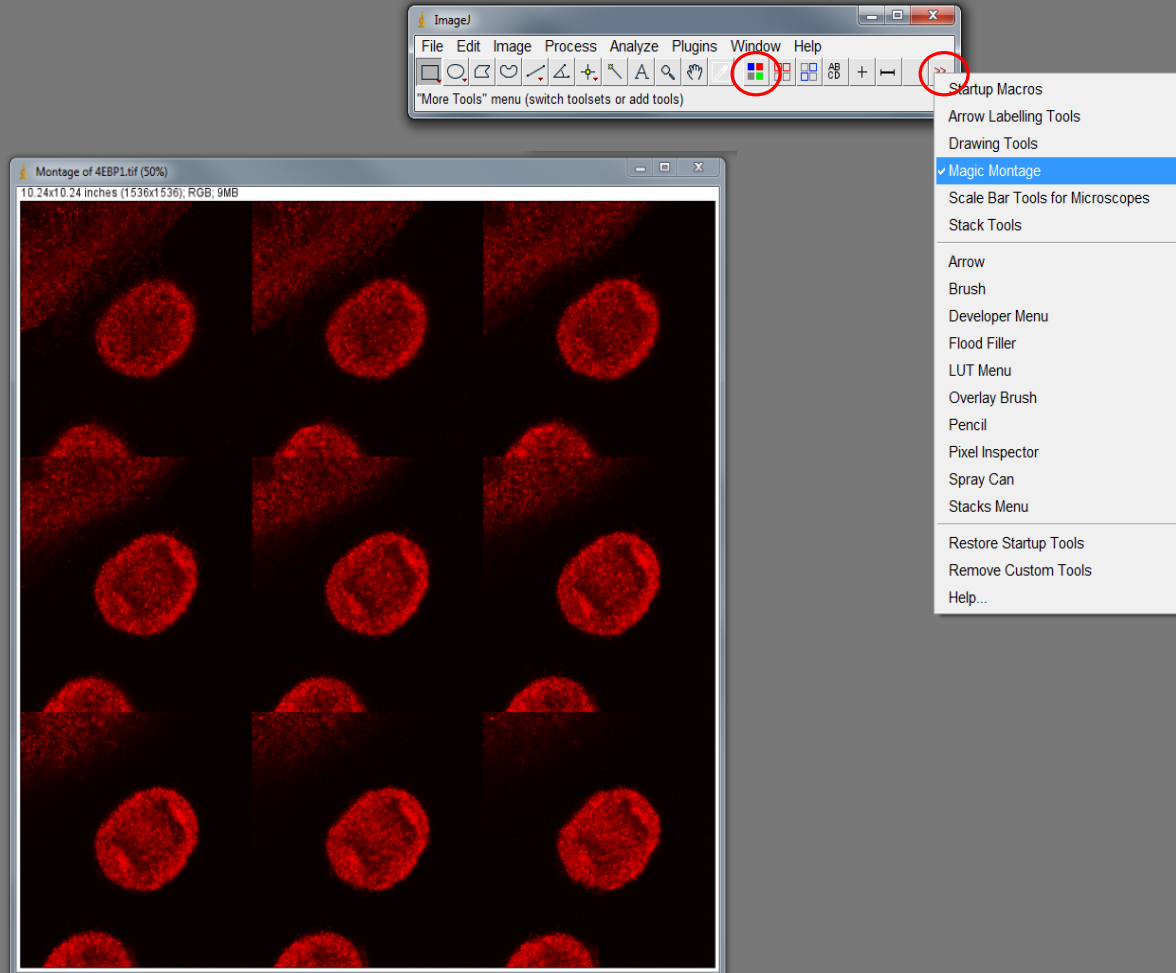 ImageJ
File Edit Image Process Analyze Plugins Window Help
A AB CD >>
"More Tools" menu (switch toolsets or add tools)
Startup Macros
Arrow Labelling Tools
Drawing Tools
Magic Montage
Scale Bar Tools for Microscopes
Stack Tools
Arrow
Brush
Developer Menu
Flood Filler
LUT Menu
Overlay Brush
Pencil
Pixel Inspector
Spray Can
Stacks Menu
Restore Startup Tools
Remove Custom Tools
Help...
Montage of 4EBP1.tif (50%)
10.24x10.24 inches (1536x1536); RGB; 9MB